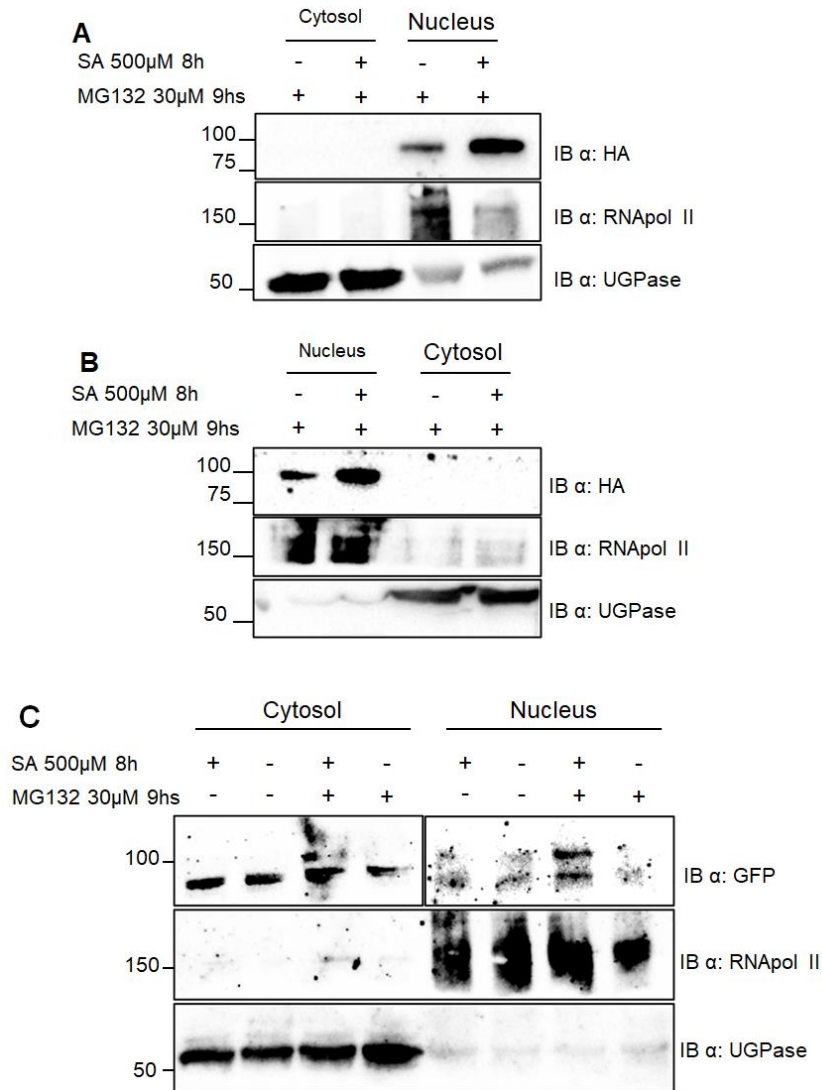 A
Cytosol Nucleus
SA 500µM 8h - + - +
MG132 30µM 9hs + + + +
100
75
IB α: HA
150
IB α: RNApol II
50
IB α: UGPase
B
Nucleus Cytosol
SA 500µM 8h - + - +
MG132 30µM 9hs + + + +
100
75
IB α: HA
150
IB α: RNApol II
50
IB α: UGPase
C
Cytosol Nucleus
SA 500µM 8h + - + - + - + -
MG132 30µM 9hs - - + + - - + +
100
IB α: GFP
150
IB α: RNApol II
50
IB α: UGPase